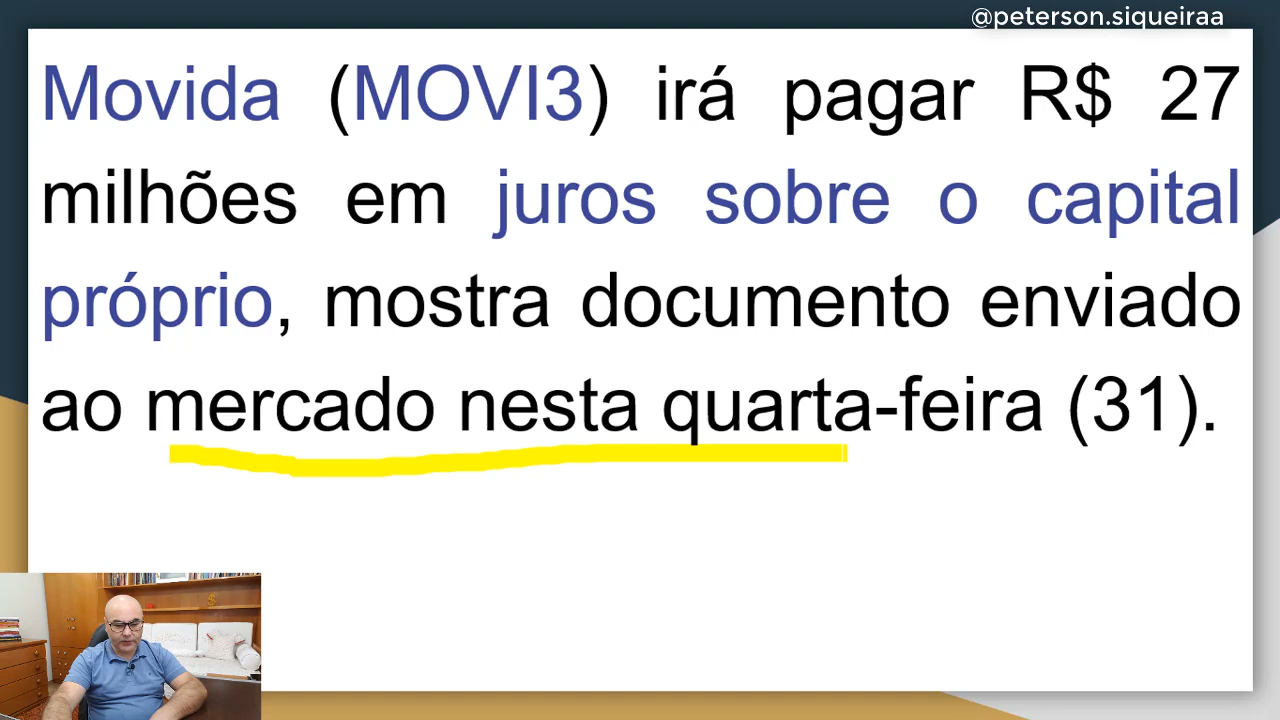 @peterson.siqueiraa
Movida (MOVI3) irá pagar R$ 27
milhões em juros sobre o capital
próprio, mostra documento enviado
ao mercado nesta quarta-feira (31).